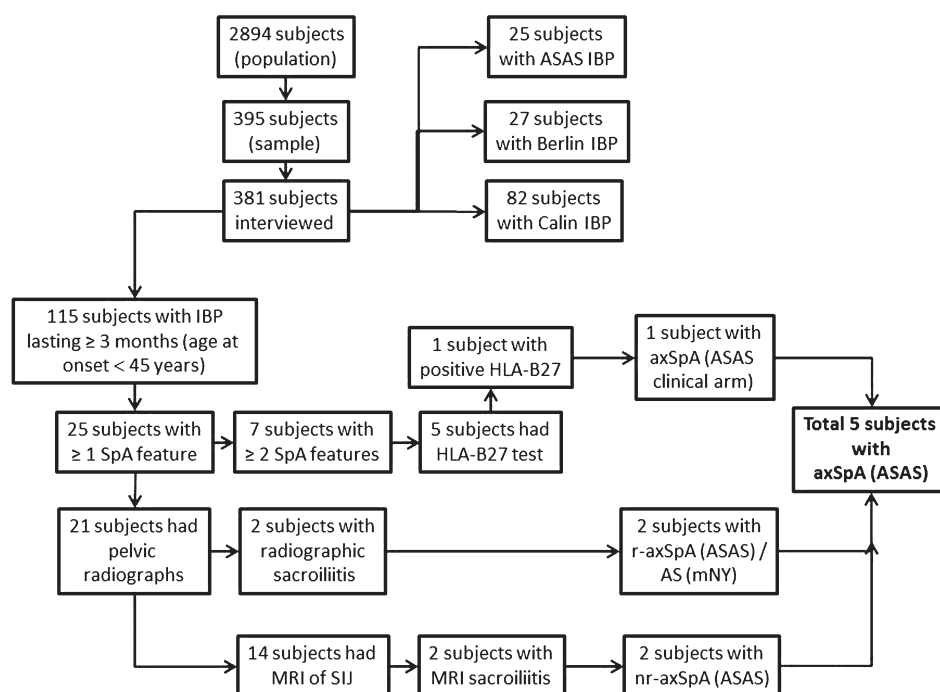 2894 subjects
(population)
395 subjects
(sample)
381 subjects
interviewed
25 subjects
with ASAS IBP
27 subjects
with Berlin IBP
82 subjects
with Calin IBP
115 subjects with IBP
lasting ≥ 3 months (age at
onset < 45 years)
25 subjects with
≥ 1 SpA feature
7 subjects with
≥ 2 SpA features
5 subjects had
HLA-B27 test
1 subject with
positive HLA-B27
1 subject with
axSpA (ASAS
clinical arm)
Total 5 subjects
with
axSpA (ASAS)
21 subjects had
pelvic
radiographs
2 subjects with
radiographic
sacroiliitis
2 subjects with
r-axSpA (ASAS) /
AS (mNY)
14 subjects had
MRI of SIJ
2 subjects with
MRI sacroiliitis
2 subjects with
nr-axSpA (ASAS)